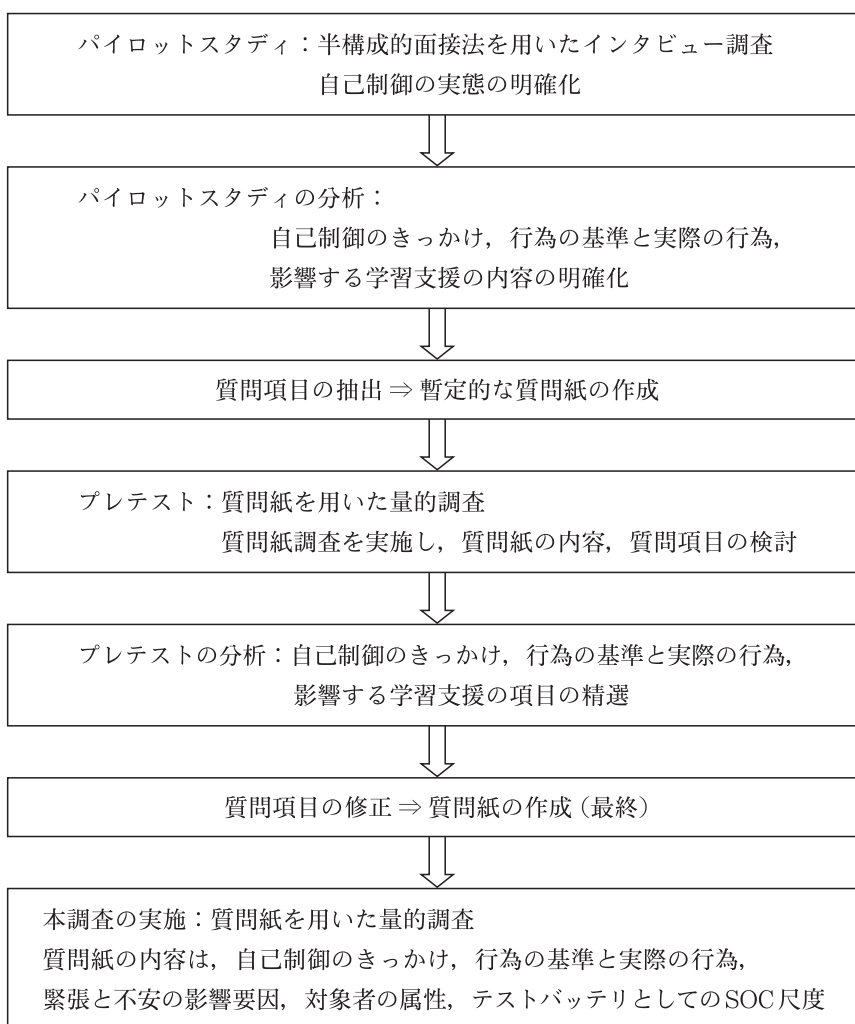 パイロットスタディ：半構成的面接法を用いたインタビュー調査
自己制御の実態の明確化
パイロットスタディの分析：
自己制御のきっかけ，行為の基準と実際の行為，
影響する学習支援の内容の明確化
質問項目の抽出 ⇒ 暫定的な質問紙の作成
プレテスト：質問紙を用いた量的調査
質問紙調査を実施し，質問紙の内容，質問項目の検討
プレテストの分析：自己制御のきっかけ，行為の基準と実際の行為，
影響する学習支援の項目の精選
質問項目の修正 ⇒ 質問紙の作成（最終）
本調査の実施：質問紙を用いた量的調査
質問紙の内容は，自己制御のきっかけ，行為の基準と実際の行為，
緊張と不安の影響要因，対象者の属性，テストバッテリとしてのSOC尺度